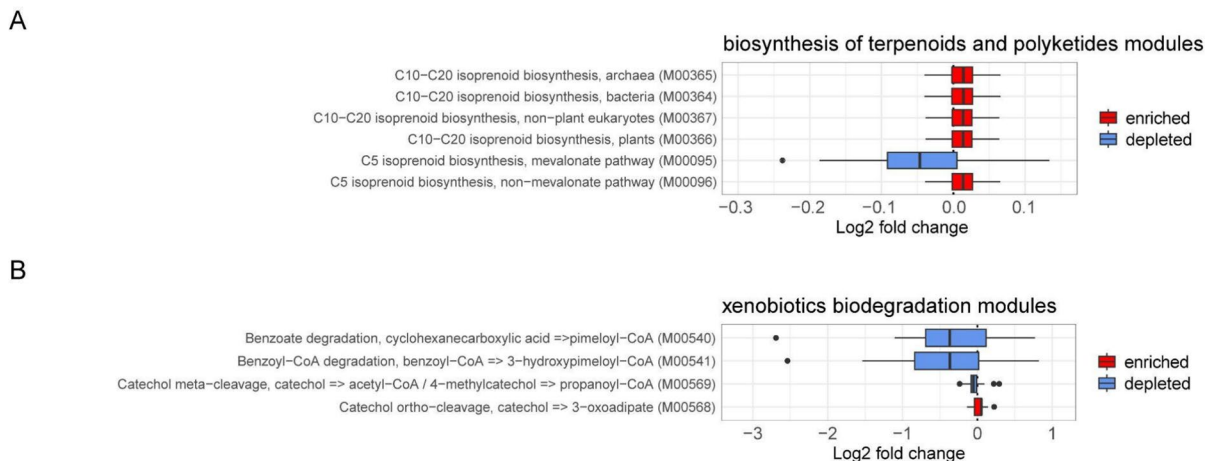 A
biosynthesis of terpenoids and polyketides modules
C10−C20 isoprenoid biosynthesis, archaea (M00365)
C10−C20 isoprenoid biosynthesis, bacteria (M00364)
C10−C20 isoprenoid biosynthesis, non−plant eukaryotes (M00367)
C10−C20 isoprenoid biosynthesis, plants (M00366)
C5 isoprenoid biosynthesis, mevalonate pathway (M00095)
C5 isoprenoid biosynthesis, non−mevalonate pathway (M00096)
enriched
depleted
−0.3 −0.2 −0.1 0.0 0.1
Log2 fold change
B
xenobiotics biodegradation modules
Benzoate degradation, cyclohexanecarboxylic acid =>pimeloyl−CoA (M00540)
Benzoyl−CoA degradation, benzoyl−CoA => 3−hydroxypimeloyl−CoA (M00541)
Catechol meta−cleavage, catechol => acetyl−CoA / 4−methylcatechol => propanoyl−CoA (M00569)
Catechol ortho−cleavage, catechol => 3−oxoadipate (M00568)
enriched
depleted
−3 −2 −1 0 1
Log2 fold change